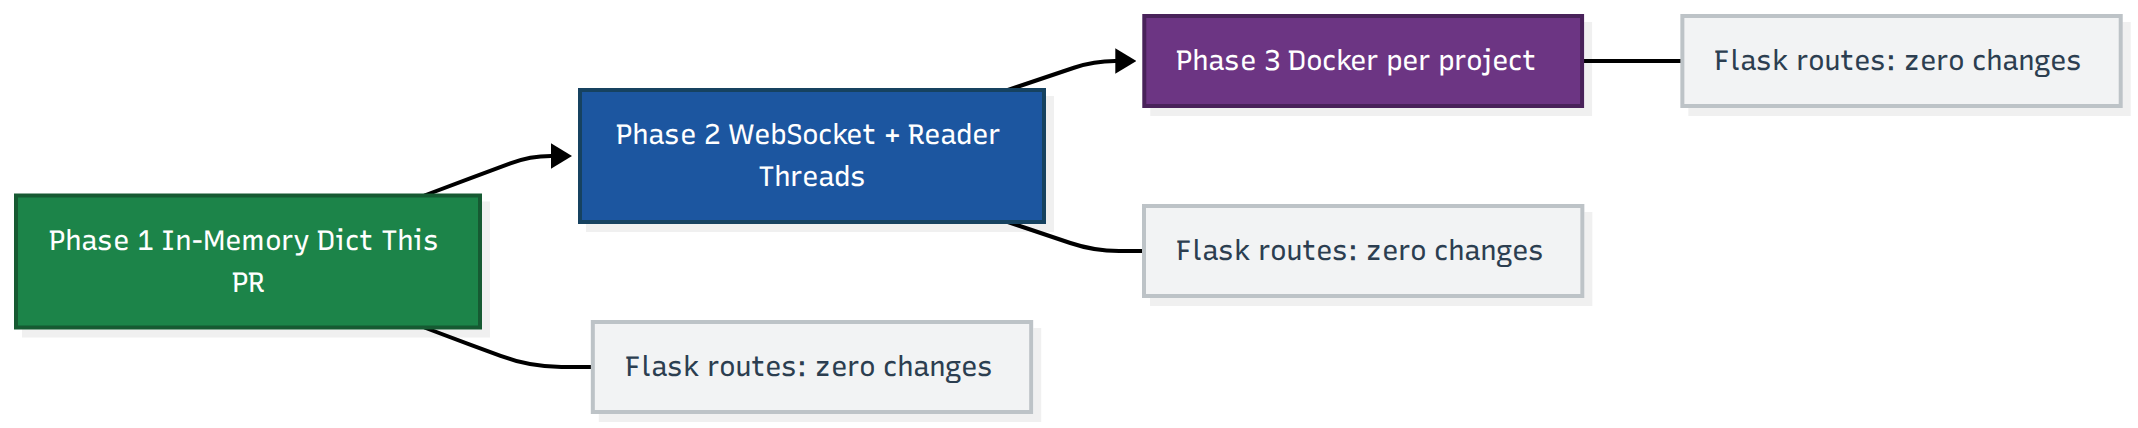 Phase 1 In-Memory Dict This
PR
Phase 2 WebSocket + Reader
Threads
Phase 3 Docker per project
Flask routes: zero changes
Flask routes: zero changes
Flask routes: zero changes